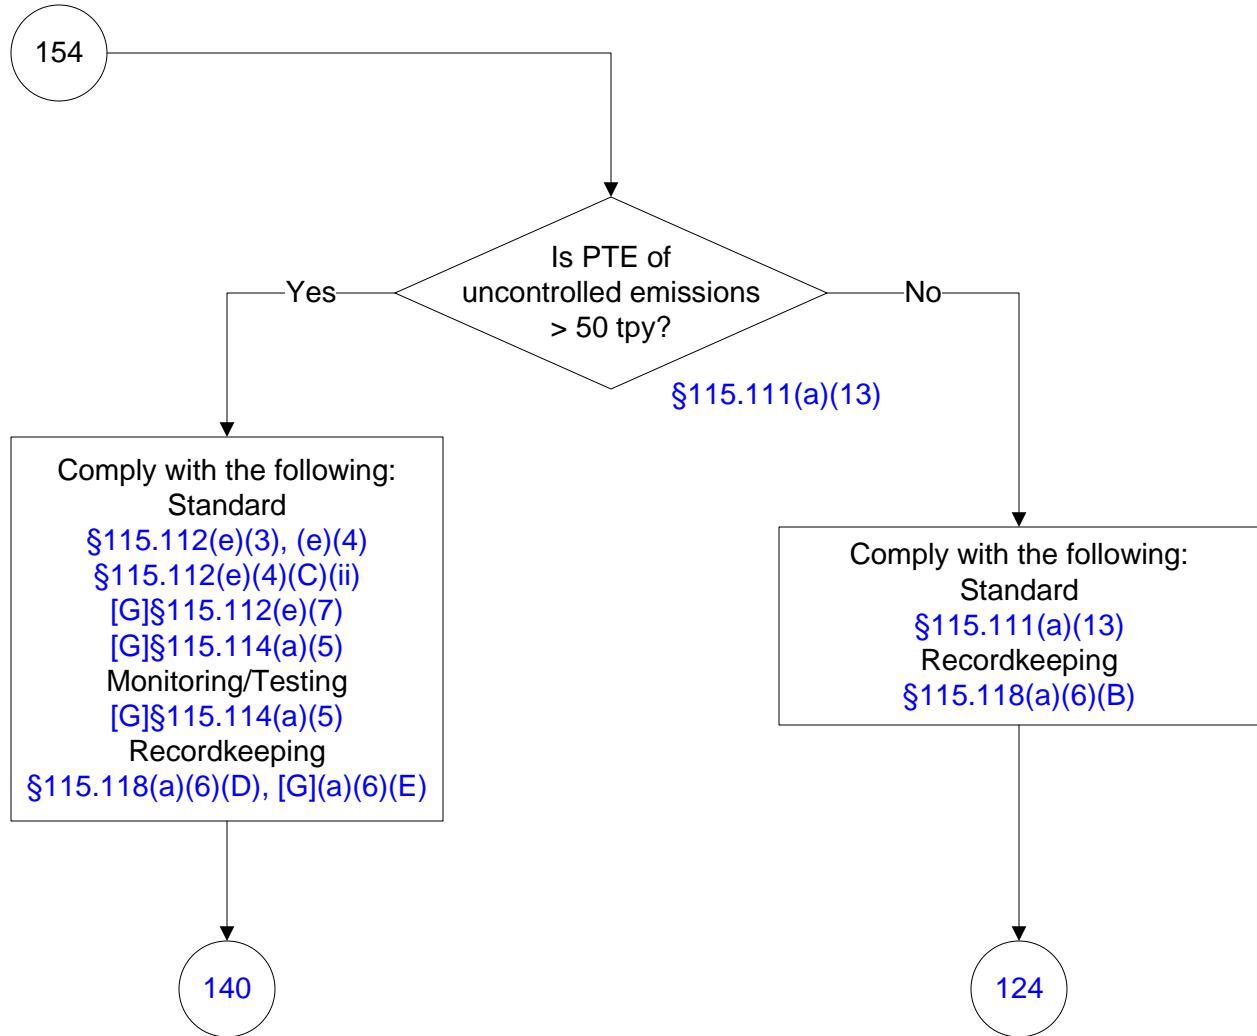 154
Is PTE of
uncontrolled emissions
> 50 tpy?
Yes
No
§115.111(a)(13)
Comply with the following:
Standard
§115.112(e)(3), (e)(4)
§115.112(e)(4)(C)(ii)
[G]§115.112(e)(7)
[G]§115.114(a)(5)
Monitoring/Testing
[G]§115.114(a)(5)
Recordkeeping
§115.118(a)(6)(D), [G](a)(6)(E)
Comply with the following:
Standard
§115.111(a)(13)
Recordkeeping
§115.118(a)(6)(B)
140
124